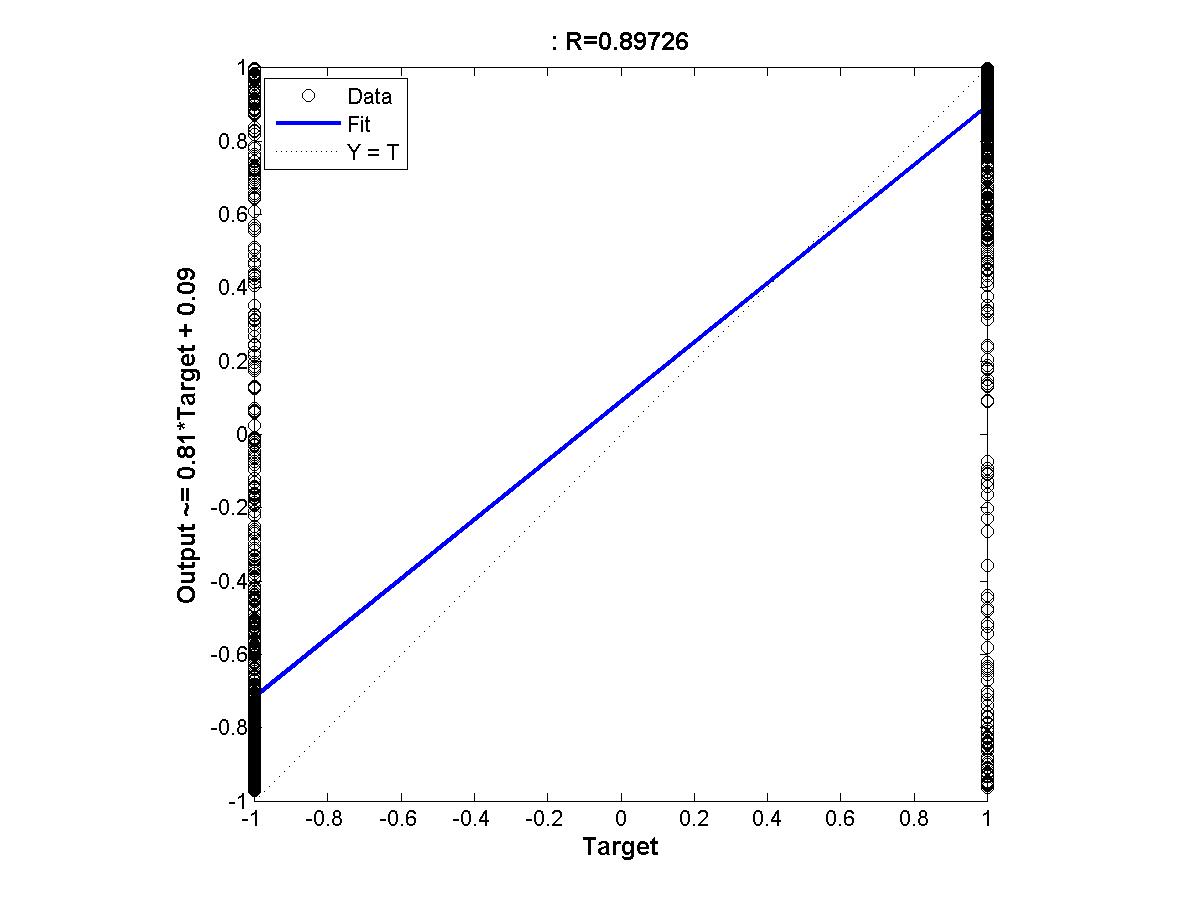 : R=0.89726
Data
Fit
Y = T
Output ~= 0.81*Target + 0.09
1
0.8
0.6
0.4
0.2
0
-0.2
-0.4
-0.6
-0.8
-1
-1 -0.8 -0.6 -0.4 -0.2 0 0.2 0.4 0.6 0.8 1
Target